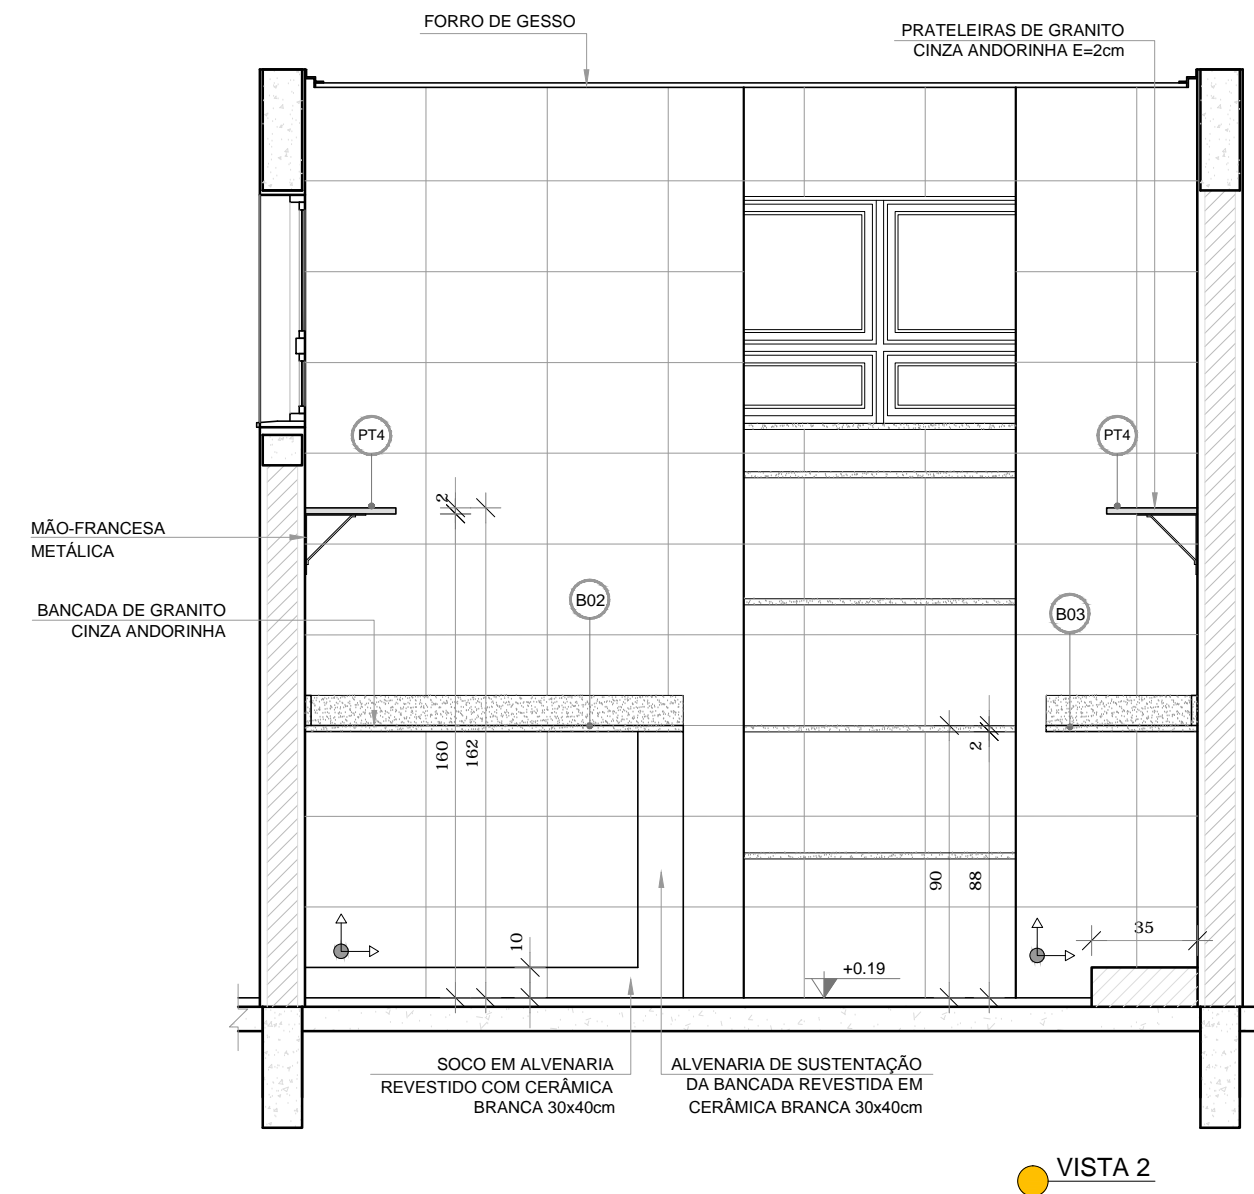 FORRO DE GESSO
PRATELEIRAS DE GRANITO
CINZA ANDORINHA E=2cm
PT4
PT4
2
MÃO-FRANCESA
METÁLICA
BANCADA DE GRANITO
CINZA ANDORINHA
B02
B03
160
162
2
90
88
10
35
+0.19
SOCO EM ALVENARIA
REVESTIDO COM CERÂMICA
BRANCA 30x40cm
ALVENARIA DE SUSTENTAÇÃO
DA BANCADA REVESTIDA EM
CERÂMICA BRANCA 30x40cm
VISTA 2